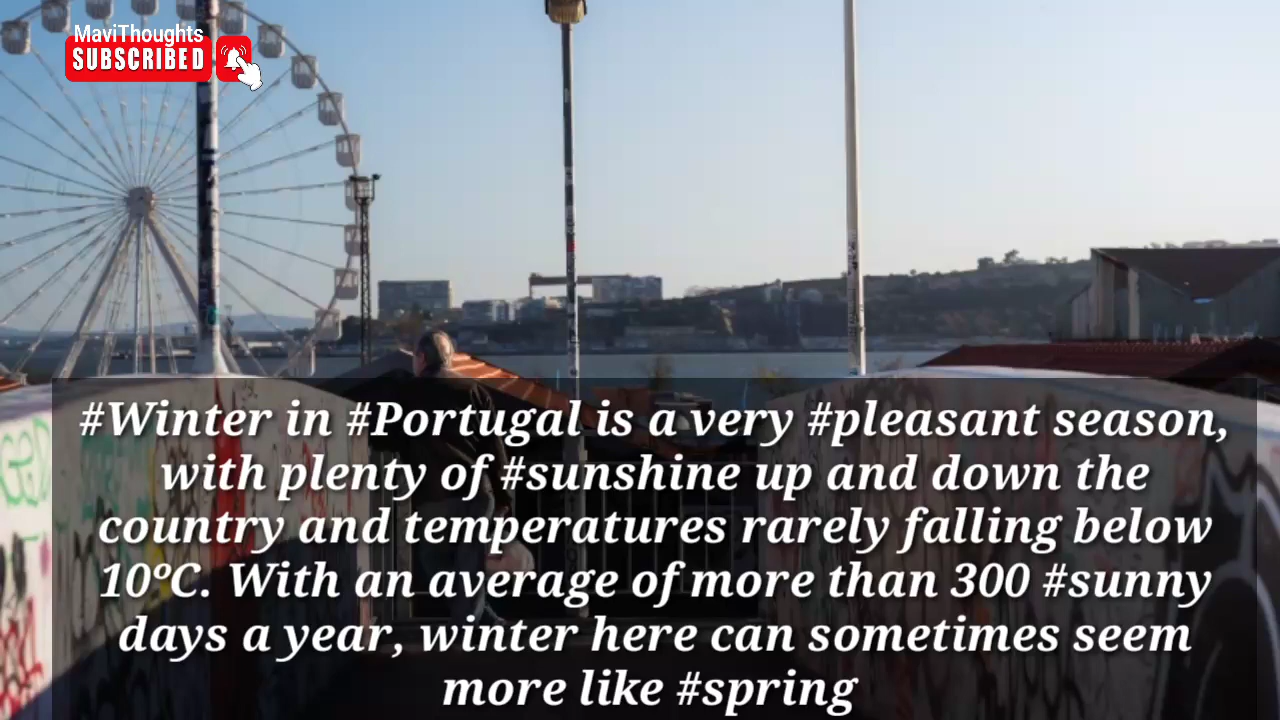 MaviThoughts
SUBSCRIBED
#Winter in #Portugal is a very #pleasant season,
with plenty of #sunshine up and down the
country and temperatures rarely falling below
10ºC. With an average of more than 300 #sunny
days a year, winter here can sometimes seem
more like #spring